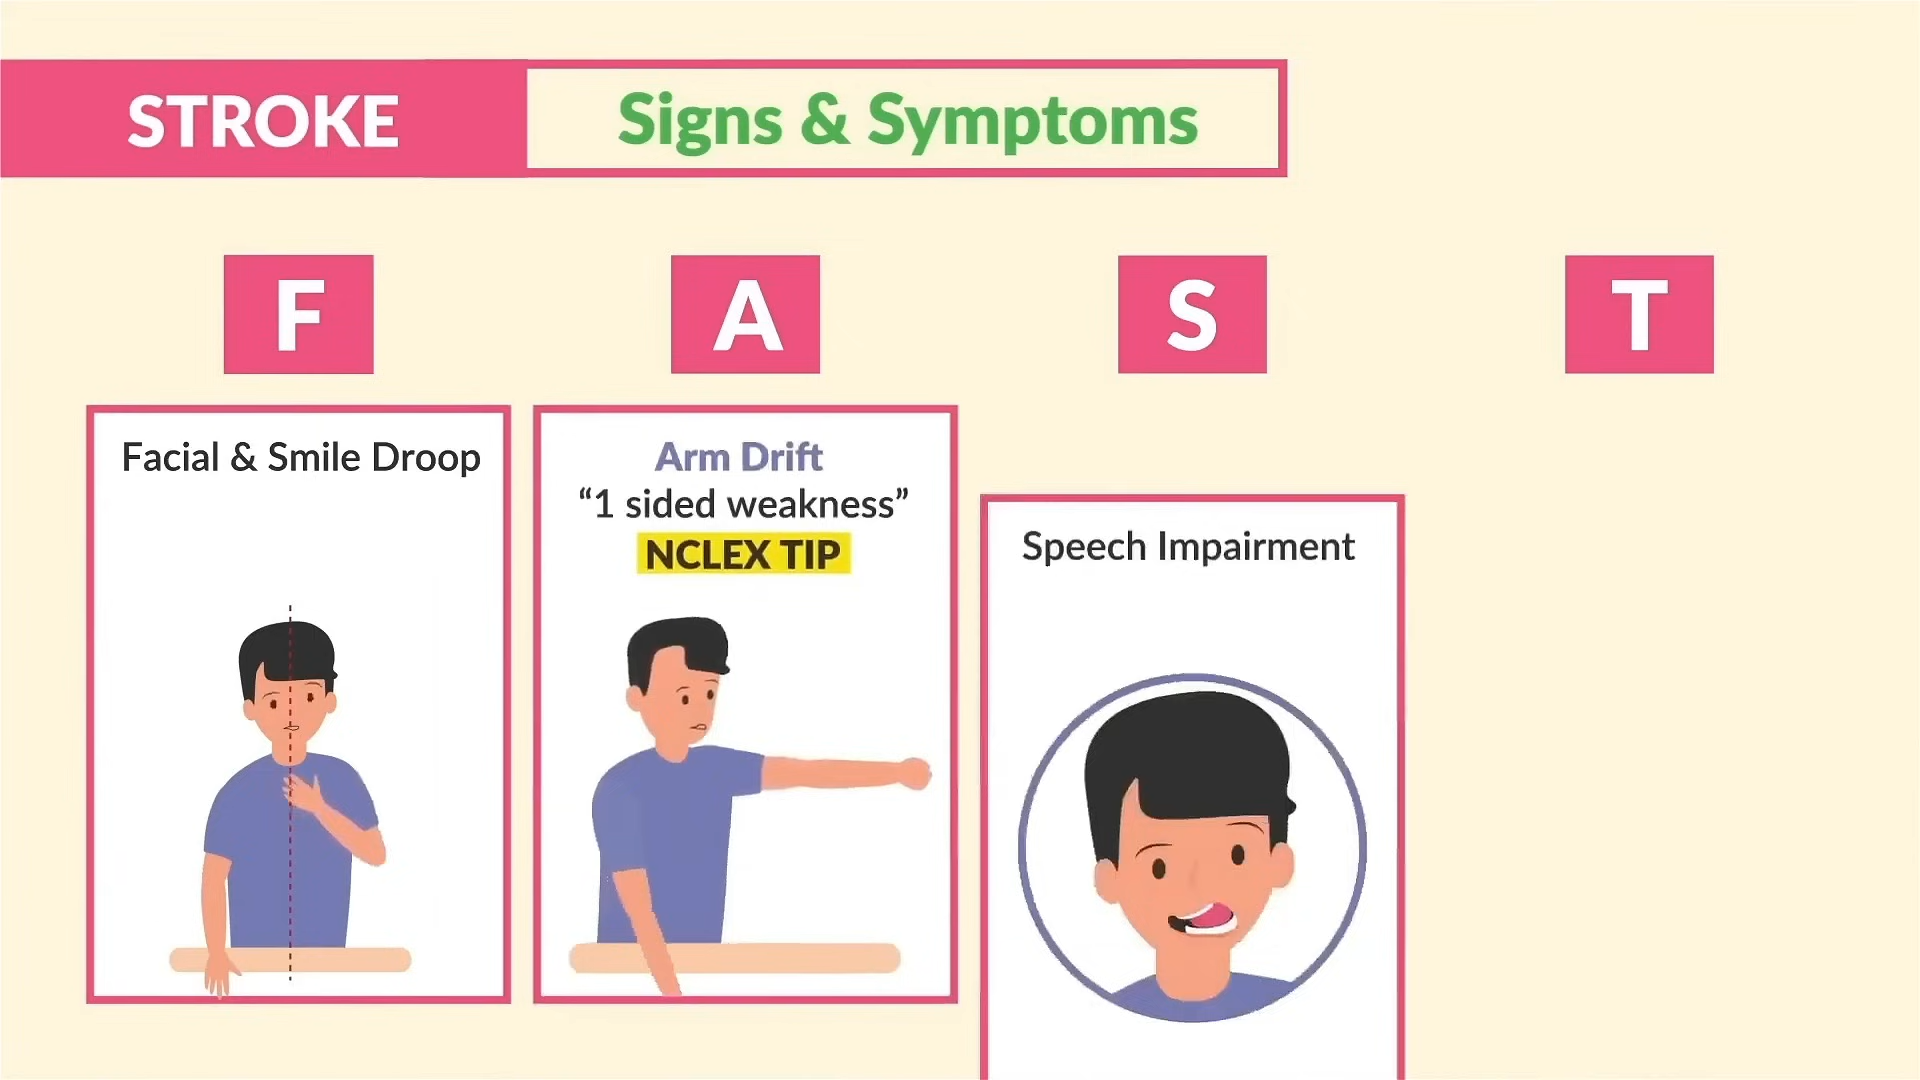 STROKE
Signs & Symptoms
F
A
S
T
Facial & Smile Droop
Arm Drift
“1 sided weakness”
NCLEX TIP
Speech Impairment